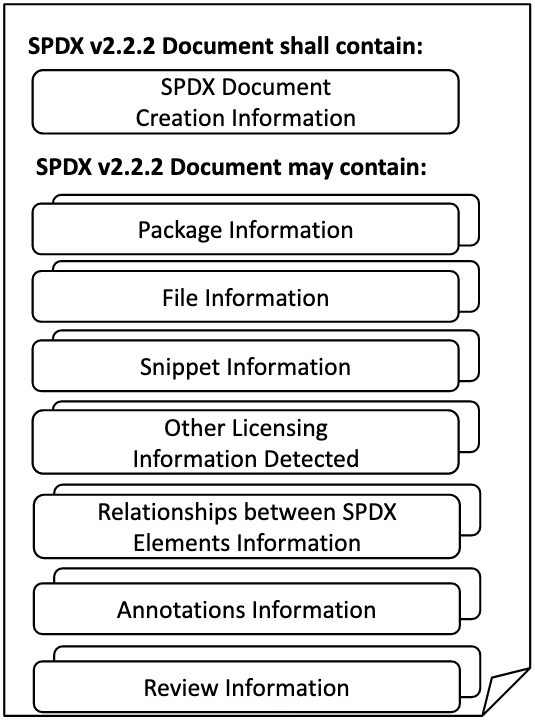 SPDX v2.2.2 Document shall contain:
SPDX Document
Creation Information
SPDX v2.2.2 Document may contain:
Package Information
File Information
Snippet Information
Other Licensing
Information Detected
Relationships between SPDX
Elements Information
Annotations Information
Review Information